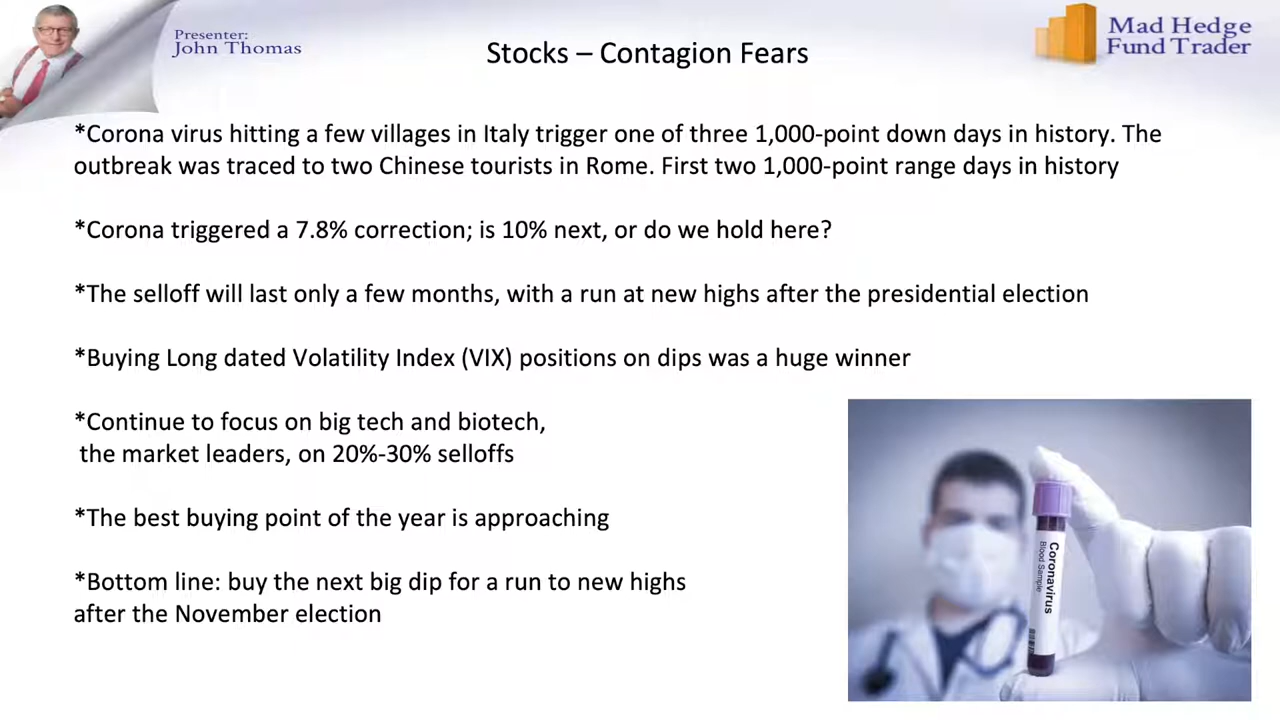 Presenter:
John Thomas
Stocks – Contagion Fears
Mad Hedge
Fund Trader
*Corona virus hitting a few villages in Italy trigger one of three 1,000-point down days in history. The
outbreak was traced to two Chinese tourists in Rome. First two 1,000-point range days in history
*Corona triggered a 7.8% correction; is 10% next, or do we hold here?
*The selloff will last only a few months, with a run at new highs after the presidential election
*Buying Long dated Volatility Index (VIX) positions on dips was a huge winner
*Continue to focus on big tech and biotech,
the market leaders, on 20%-30% selloffs
*The best buying point of the year is approaching
*Bottom line: buy the next big dip for a run to new highs
after the November election
Coronavirus
Blood Sample